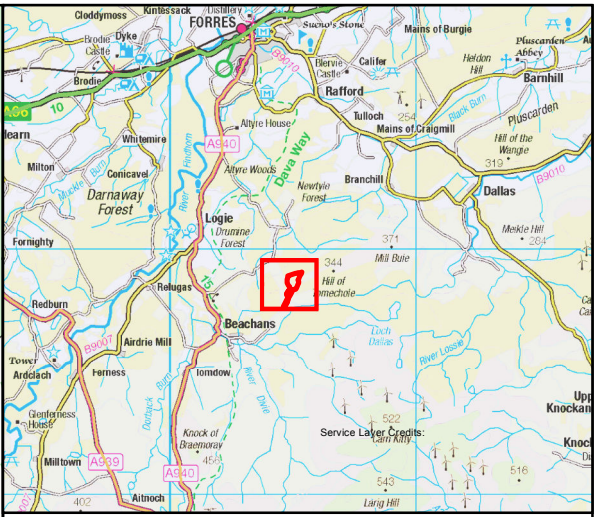 Cloddymoss
Kintessack
Distillery
Sueno's Stone
Mains of Burgie
FORRES
Dyke
Brodie
Castle
Brodie
Blervie
Castle
Califer
Pluscarden
Abbey
Heldon
Hill
Barnhill
A96
10
B9010
Rafford
254
Black Burn
Pluscarden
Tulloch
Mains of Craigmill
Altyre House
Whitemire
A940
Hill of the
Wangie
319
B9010
Milton
Conicavel
Muckle Burn
Altyre Woods
Dava Way
Branchill
Newtyle
Forest
Dallas
Darnaway
Forest
River Findhorn
Logie
Drumine
Forest
Meikle Hill
284
Fornighty
371
Mill Buie
344
Hill of
omechole
Relugas
15
Redburn
Beachans
Loch
Dallas
River Lossie
B9007
Airdrie Mill
Tower
Ardclach
Ferness
Tomdow
River Divie
Dorback Burn
Glenferness
House
Knock of
Braemoray
456
522
Service Layer Credits:
Carn Kitty
Upp
Knockan
Knock
Milltown
A939
A940
516
543
402
Aitnoch
Larig Hill